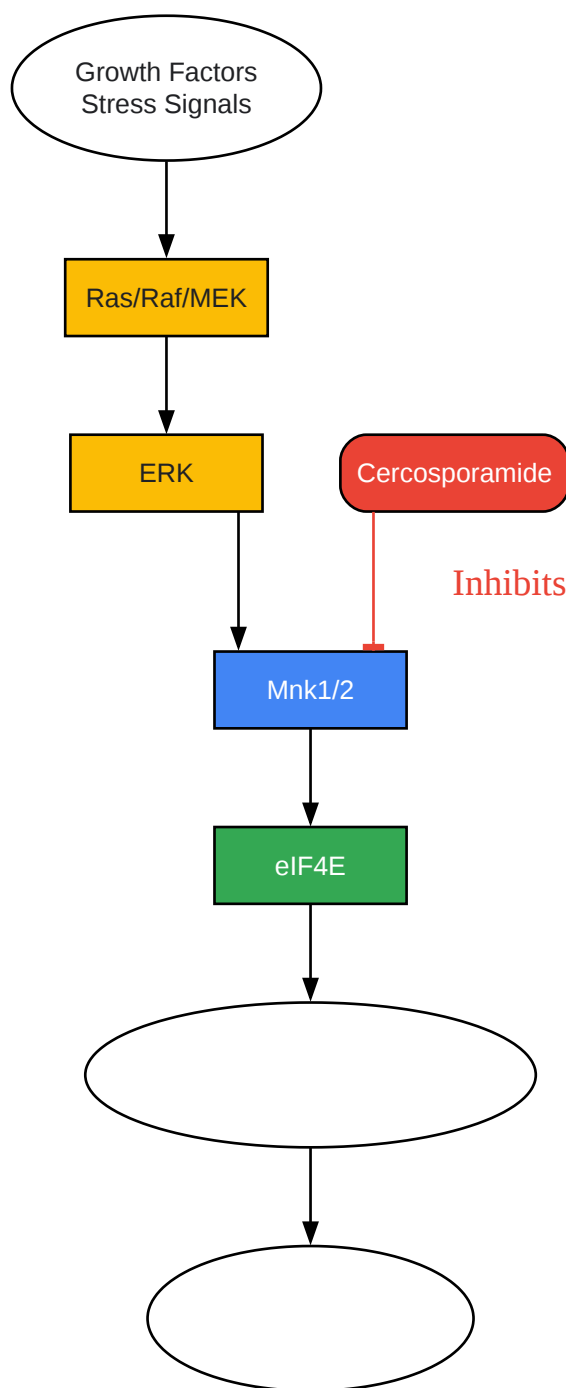 Growth Factors
Stress Signals
Ras/Raf/MEK
ERK
Cercosporamide
Inhibits
Mnk1/2
eIF4E